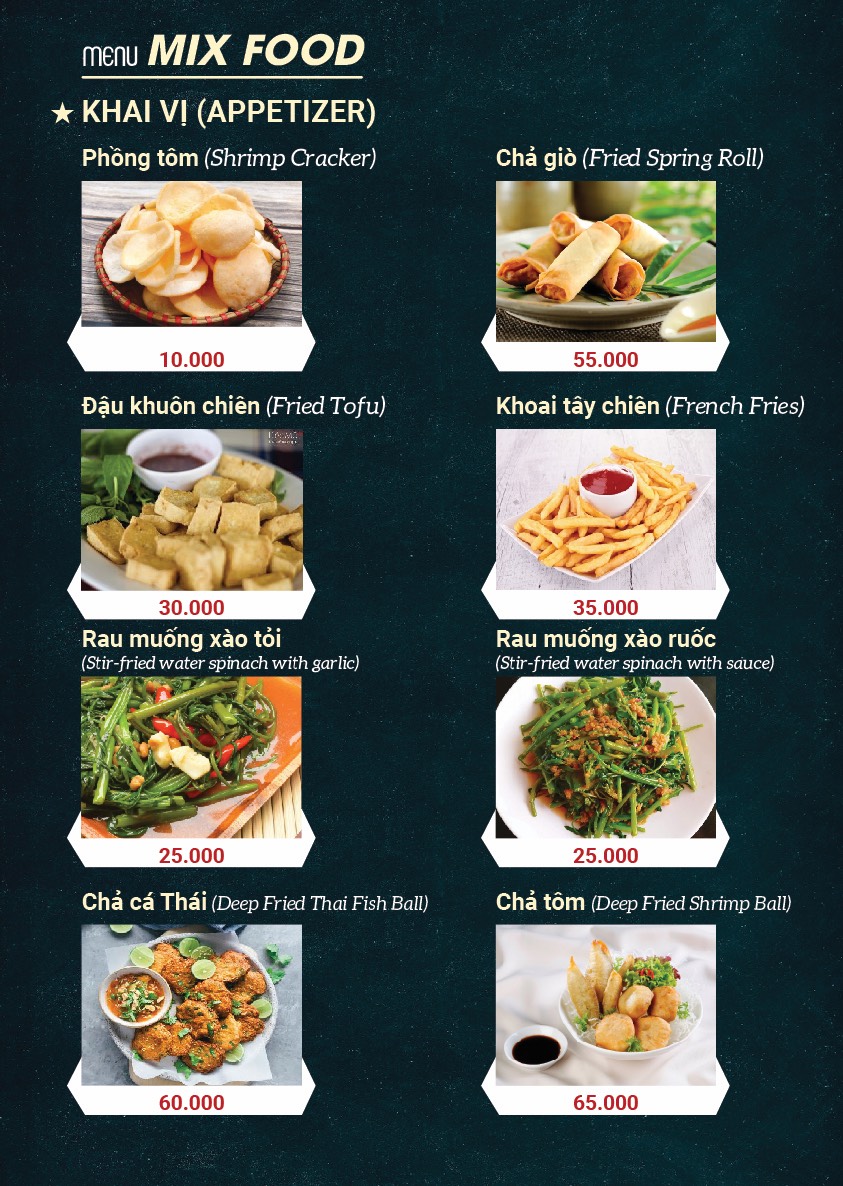 menu MIX FOOD
★ KHAI VỊ (APPETIZER)
Phồng tôm (Shrimp Cracker)
10.000
Chả giò (Fried Spring Roll)
55.000
Đậu khuôn chiên (Fried Tofu)
30.000
Khoai tây chiên (French Fries)
35.000
Rau muống xào tỏi
(Stir-fried water spinach with garlic)
25.000
Rau muống xào ruốc
(Stir-fried water spinach with sauce)
25.000
Chả cá Thái (Deep Fried Thai Fish Ball)
60.000
Chả tôm (Deep Fried Shrimp Ball)
65.000